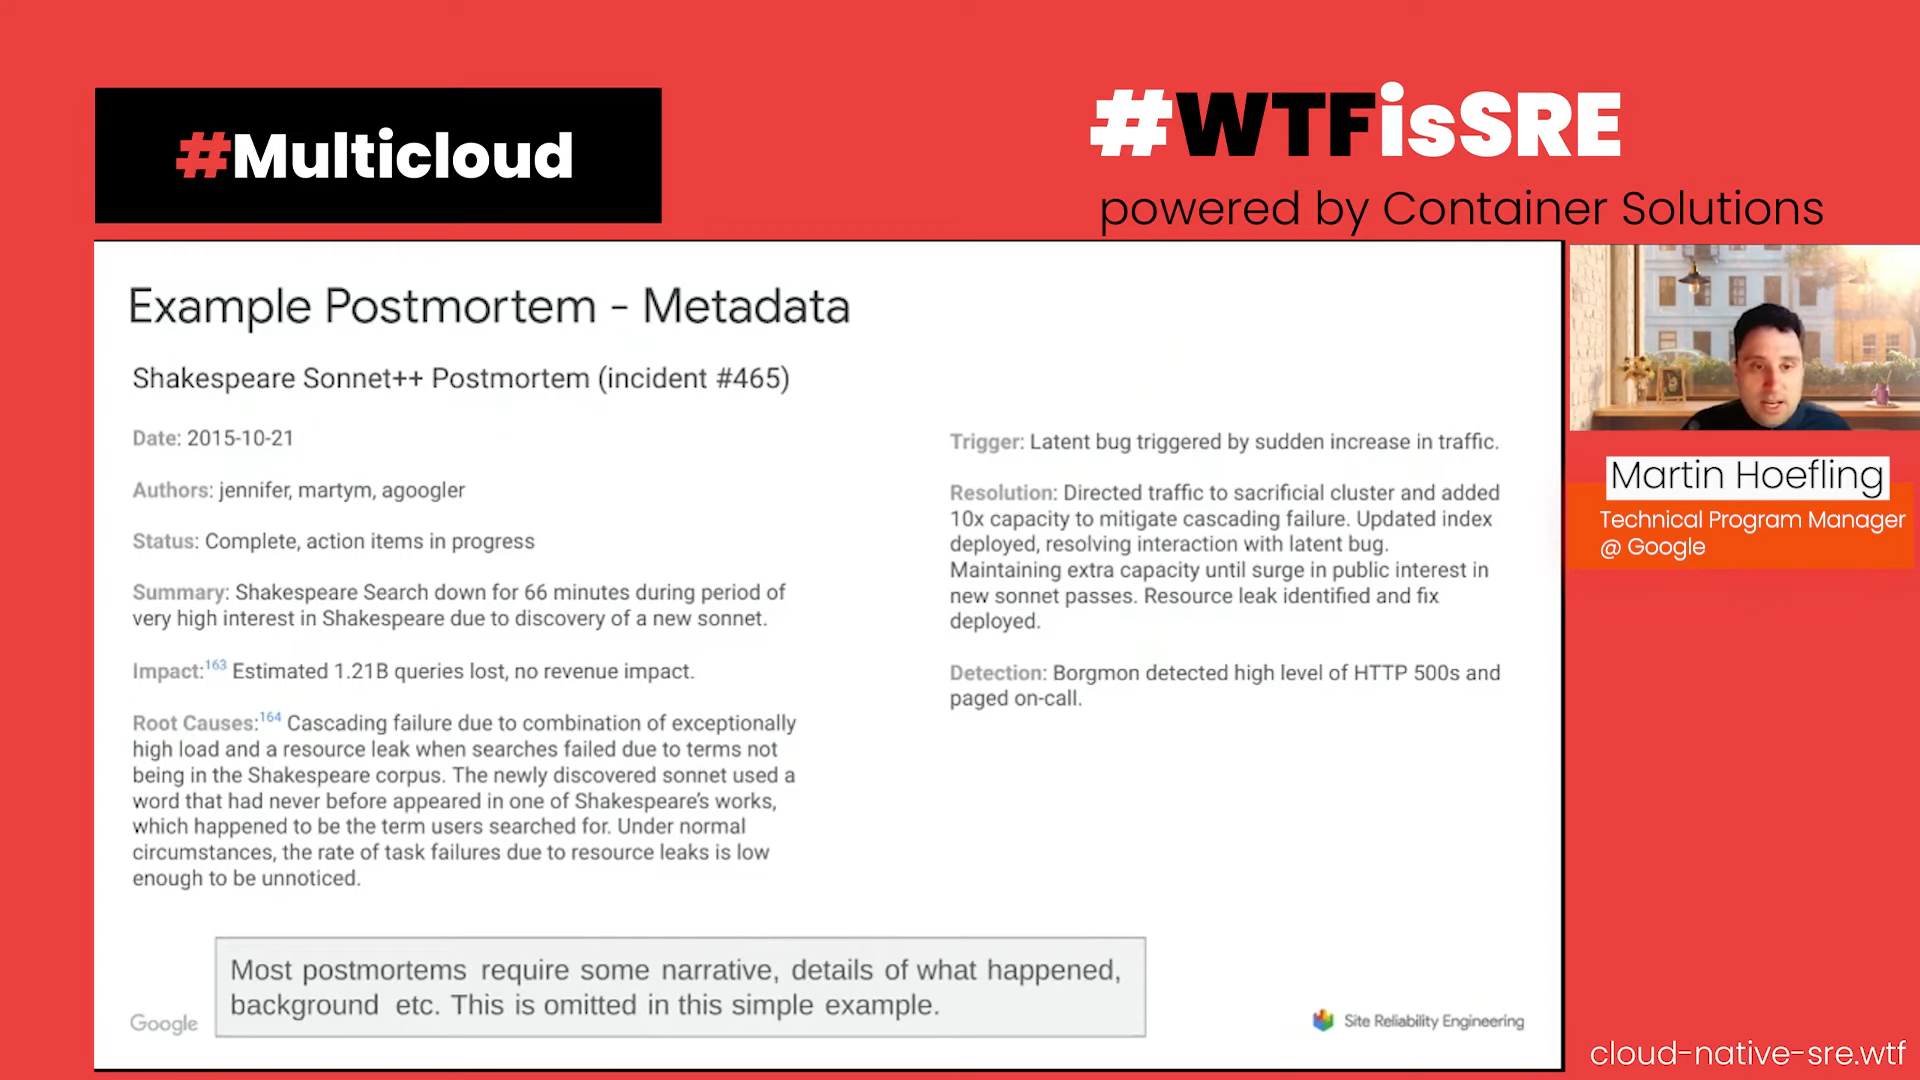 #Multicloud
#WTFisSRE
powered by Container Solutions
Example Postmortem - Metadata
Shakespeare Sonnet++ Postmortem (incident #465)
Date: 2015-10-21
Authors: jennifer, martym, agoogler
Status: Complete, action items in progress
Summary: Shakespeare Search down for 66 minutes during period of
very high interest in Shakespeare due to discovery of a new sonnet.
Impact:163 Estimated 1.21B queries lost, no revenue impact.
Root Causes:164 Cascading failure due to combination of exceptionally
high load and a resource leak when searches failed due to terms not
being in the Shakespeare corpus. The newly discovered sonnet used a
word that had never before appeared in one of Shakespeare's works,
which happened to be the term users searched for. Under normal
circumstances, the rate of task failures due to resource leaks is low
enough to be unnoticed.
Trigger: Latent bug triggered by sudden increase in traffic.
Resolution: Directed traffic to sacrificial cluster and added
10x capacity to mitigate cascading failure. Updated index
deployed, resolving interaction with latent bug.
Maintaining extra capacity until surge in public interest in
new sonnet passes. Resource leak identified and fix
deployed.
Detection: Borgmon detected high level of HTTP 500s and
paged on-call.
Most postmortems require some narrative, details of what happened,
background etc. This is omitted in this simple example.
Google
Site Reliability Engineering
Martin Hoefling
Technical Program Manager
@ Google
cloud-native-sre.wtf